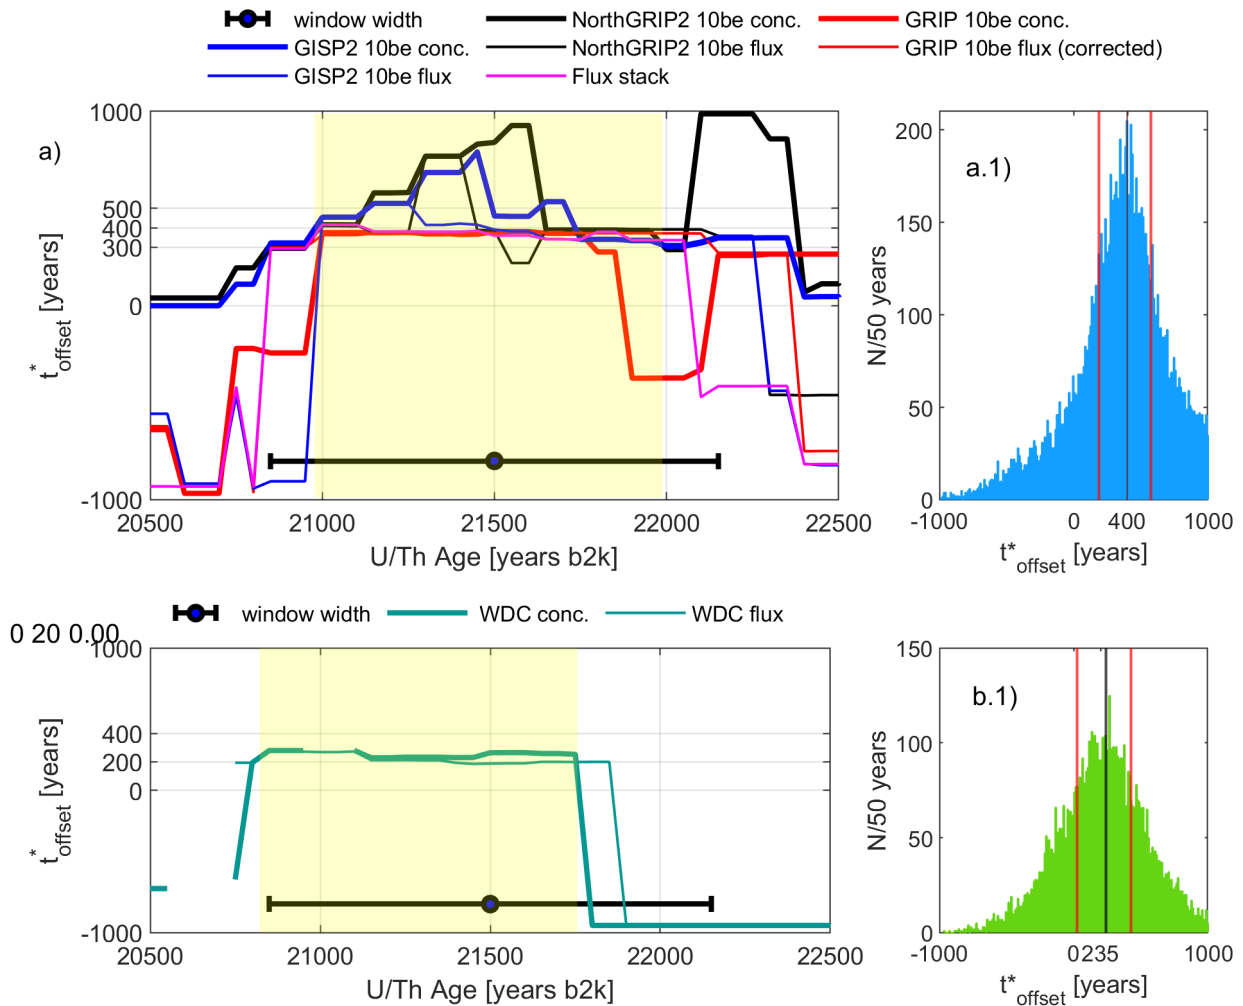 window width NorthGRIP2 10be conc. GRIP 10be conc.
GISP2 10be conc. NorthGRIP2 10be flux GRIP 10be flux (corrected)
GISP2 10be flux Flux stack
a)
1000
500
400
300
0
-1000
t*offset [years]
20500 21000 21500 22000 22500
U/Th Age [years b2k]
a.1)
200
150
100
50
0
N/50 years
-1000 0 400 1000
t*offset [years]
window width WDC conc. WDC flux
0 20 0.00
1000
400
200
0
-1000
t*offset [years]
20500 21000 21500 22000 22500
U/Th Age [years b2k]
b.1)
150
100
50
0
N/50 years
-1000 0235 1000
t*offset [years]